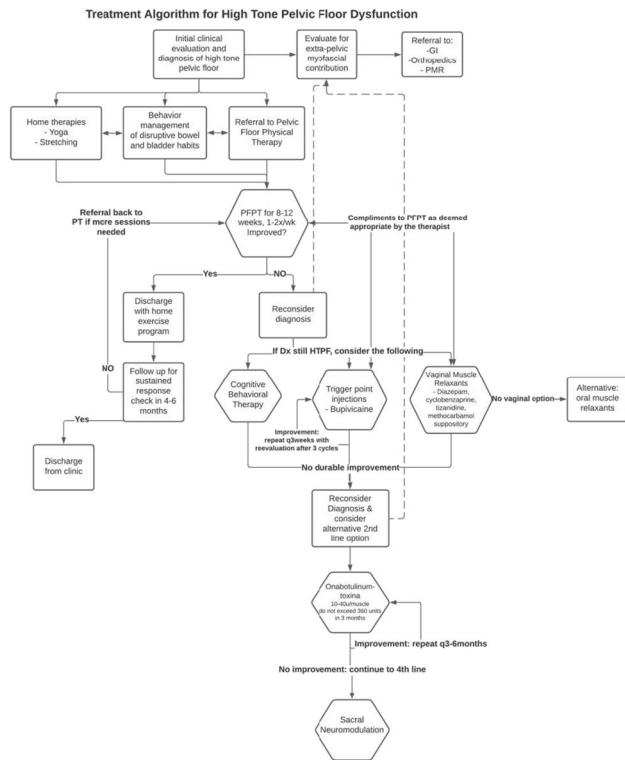 Treatment Algorithm for High Tone Pelvic Floor Dysfunction
Initial clinical
evaluation and
diagnosis of high tone
pelvic floor
Evaluate for
extra-pelvic
myofascial
contribution
Referral to:
-GI
-Orthopedics
- PMR
Home therapies
- Yoga
- Stretching
Behavior
management
of disruptive bowel
and bladder habits
Referral to Pelvic
Floor Physical
Therapy
Referral back to
PT if more sessions
needed
PFPT for 8-12
weeks, 1-2x/wk
Improved?
Compliments to PFPT as deemed
appropriate by the therapist
Yes
NO
Discharge
with home
exercise
program
Reconsider
diagnosis
If Dx still HTPF, consider the following
NO
Follow up for
sustained
response
check in 4-6
months
Cognitive
Behavioral
Therapy
Trigger point
injections
- Bupivicaine
Vaginal Muscle
Relaxants
- Diazepam,
cyclobenzaprine,
tizanidine,
methocarbamol
suppository
No vaginal option
Alternative:
oral muscle
relaxants
Yes
Improvement:
repeat q3weeks with
reevaluation after 3 cycles
Discharge
from clinic
No durable improvement
Reconsider
Diagnosis &
consider
alternative 2nd
line option
Onabotulinum-
toxina
10-40u/muscle
do not exceed 360 units
in 3 months
Improvement: repeat q3-6months
No improvement: continue to 4th line
Sacral
Neuromodulation